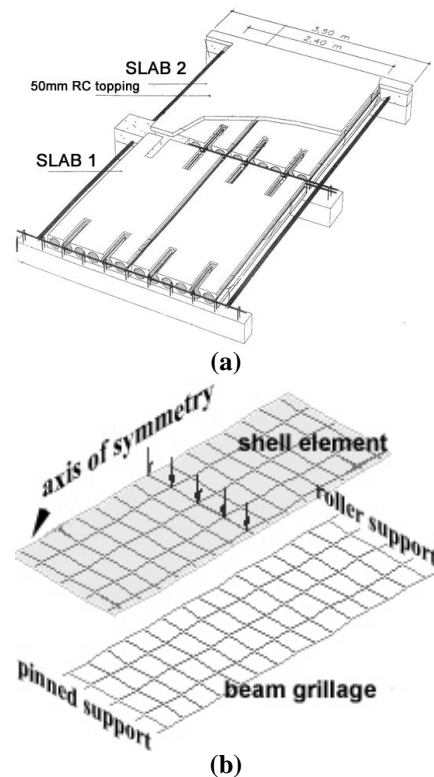 3.50 m
2.40 m
SLAB 2
50mm RC topping
SLAB 1
(a)
axis of symmetry
shell element
roller support
pinned support
beam grillage
(b)